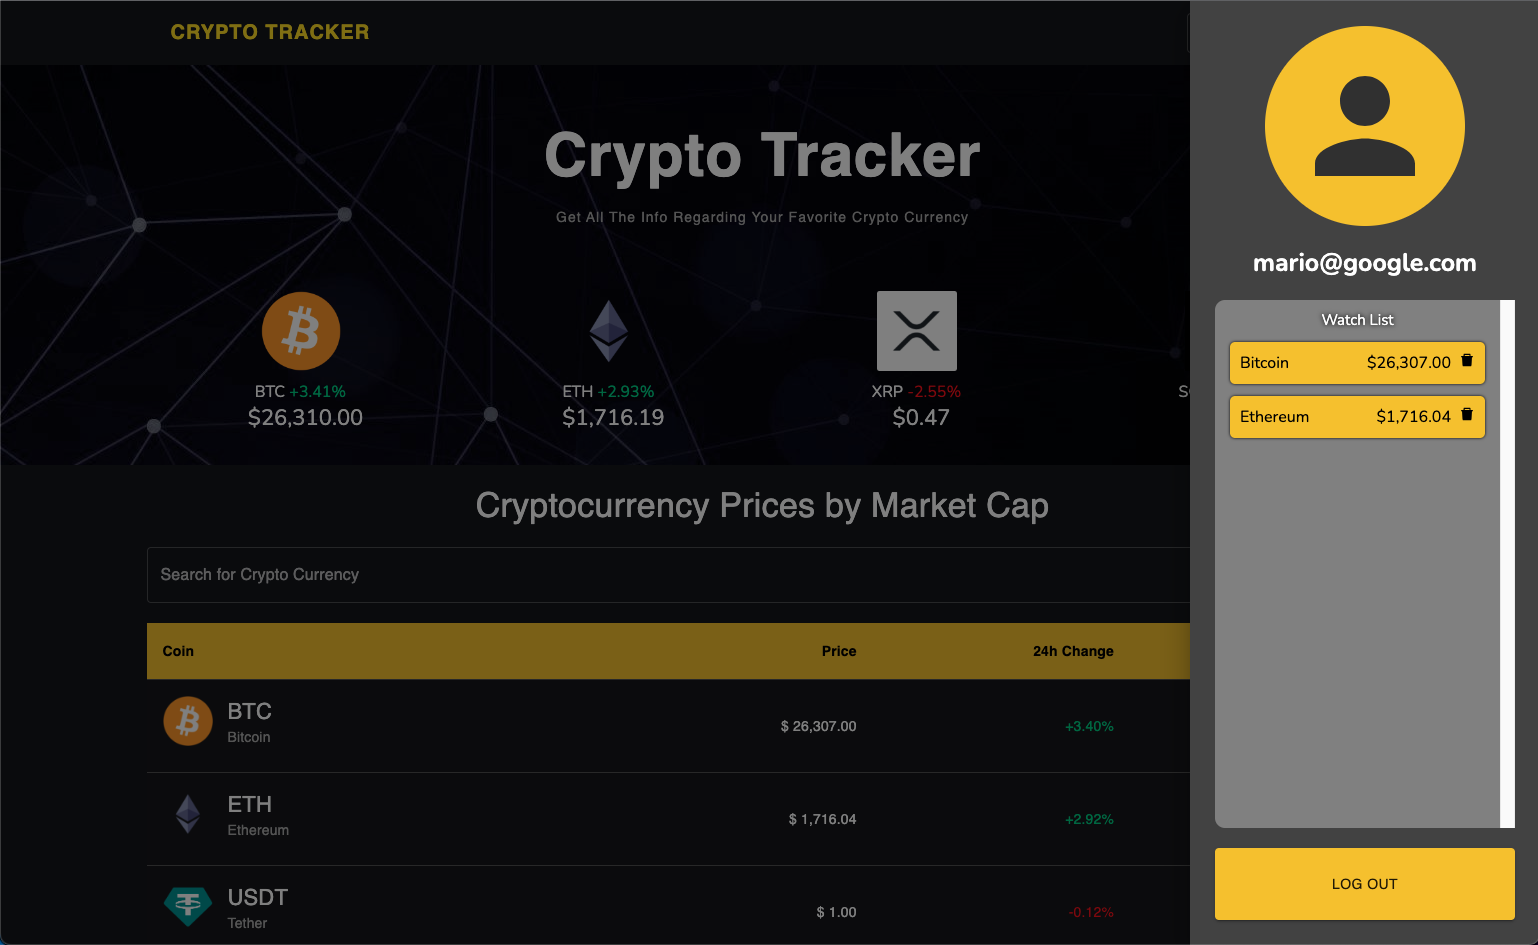 CRYPTO TRACKER
Crypto Tracker
Get All The Info Regarding Your Favorite Crypto Currency
BTC +3.41%
$26,310.00
ETH +2.93%
$1,716.19
XRP -2.55%
$0.47
Cryptocurrency Prices by Market Cap
Search for Crypto Currency
Coin Price 24h Change
BTC
Bitcoin
$ 26,307.00
+3.40%
ETH
Ethereum
$ 1,716.04
+2.92%
USDT
Tether
$ 1.00
-0.12%
mario@google.com
Watch List
Bitcoin $26,307.00
Ethereum $1,716.04
LOG OUT